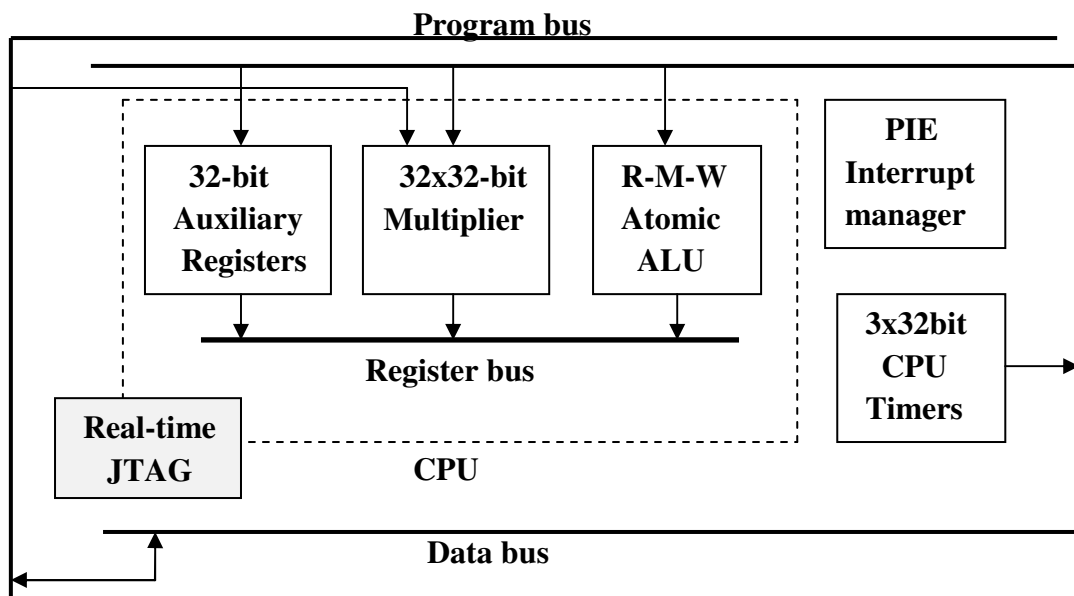 Program bus
32-bit
Auxiliary
Registers
32x32-bit
Multiplier
R-M-W
Atomic
ALU
PIE
Interrupt
manager
3x32bit
CPU
Timers
Register bus
Real-time
JTAG
CPU
Data bus